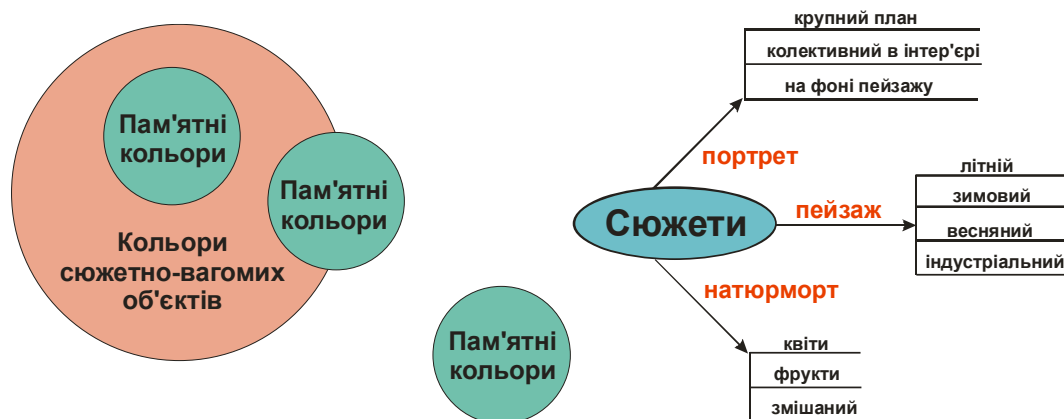 Пам'ятні
кольори
Пам'ятні
кольори
Кольори
сюжетно-вагомих
об'єктів
Пам'ятні
кольори
Сюжети
портрет
крупний план
колективний в інтер'єрі
на фоні пейзажу
пейзаж
літній
зимовий
весняний
індустріальний
натюрморт
квіти
фрукти
змішаний